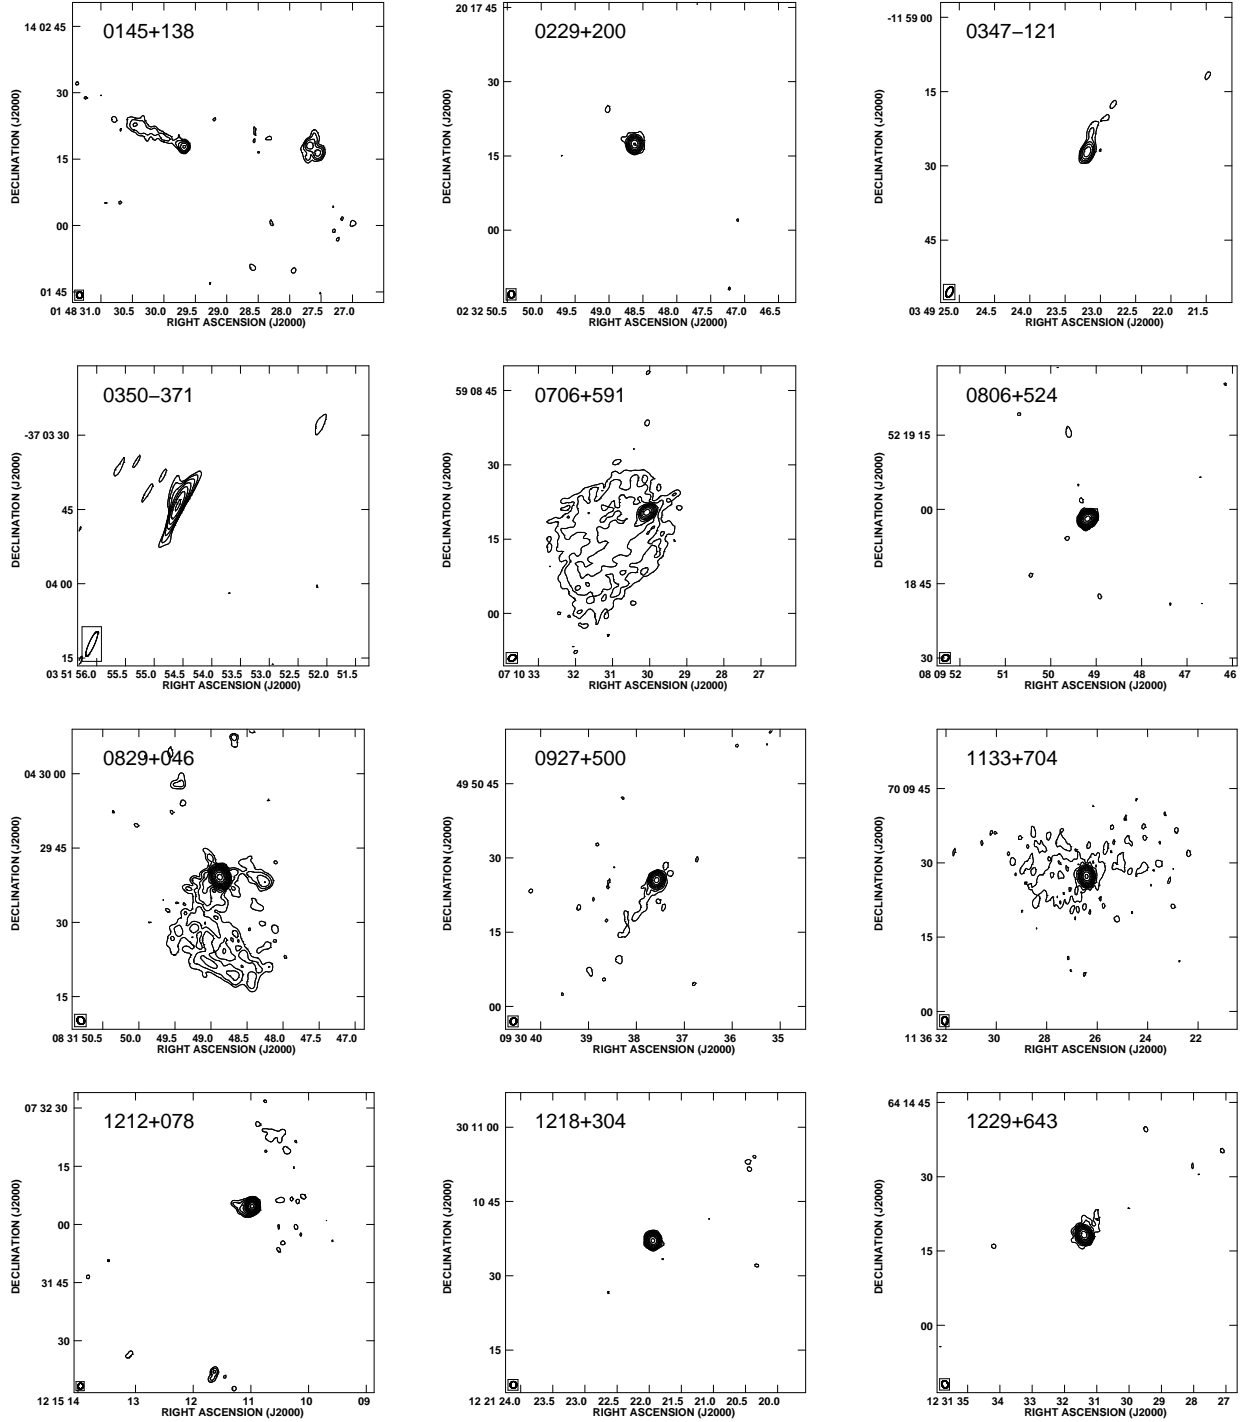 0145+138
DECLINATION (J2000)
14 02 45
30
15
00
01 45
01 48 31.0 30.5 30.0 29.5 29.0 28.5 28.0 27.5 27.0
RIGHT ASCENSION (J2000)
0229+200
DECLINATION (J2000)
20 17 45
30
15
00
02 32 50.5 50.0 49.5 49.0 48.5 48.0 47.5 47.0 46.5
RIGHT ASCENSION (J2000)
0347−121
DECLINATION (J2000)
-11 59 00
15
30
45
03 49 25.0 24.5 24.0 23.5 23.0 22.5 22.0 21.5
RIGHT ASCENSION (J2000)
0350−371
DECLINATION (J2000)
-37 03 30
45
04 00
15
03 51 56.0 55.5 55.0 54.5 54.0 53.5 53.0 52.5 52.0 51.5
RIGHT ASCENSION (J2000)
0706+591
DECLINATION (J2000)
59 08 45
30
15
00
07 10 33 32 31 30 29 28 27
RIGHT ASCENSION (J2000)
0806+524
DECLINATION (J2000)
52 19 15
00
18 45
30
08 09 52 51 50 49 48 47 46
RIGHT ASCENSION (J2000)
0829+046
DECLINATION (J2000)
04 30 00
29 45
30
15
08 31 50.5 50.0 49.5 49.0 48.5 48.0 47.5 47.0
RIGHT ASCENSION (J2000)
0927+500
DECLINATION (J2000)
49 50 45
30
15
00
09 30 40 39 38 37 36 35
RIGHT ASCENSION (J2000)
1133+704
DECLINATION (J2000)
70 09 45
30
15
00
11 36 32 30 28 26 24 22
RIGHT ASCENSION (J2000)
1212+078
DECLINATION (J2000)
07 32 30
15
00
31 45
30
12 15 14 13 12 11 10 09
RIGHT ASCENSION (J2000)
1218+304
DECLINATION (J2000)
30 11 00
10 45
30
15
12 21 24.0 23.5 23.0 22.5 22.0 21.5 21.0 20.5 20.0
RIGHT ASCENSION (J2000)
1229+643
DECLINATION (J2000)
64 14 45
30
15
00
12 31 35 34 33 32 31 30 29 28 27
RIGHT ASCENSION (J2000)